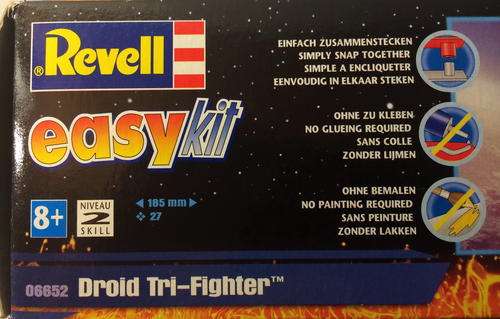 ®Revell
easykit
8+
NIVEAU
2
SKILL
185 mm
27
EINFACH ZUSAMMENSTECKEN
SIMPLY SNAP TOGETHER
SIMPLE A ENCLIQUETER
EENVOUDIG IN ELKAAR STEKEN
OHNE ZU KLEBEN
NO GLUEING REQUIRED
SANS COLLE
ZONDER LIJMEN
OHNE BEMALEN
NO PAINTING REQUIRED
SANS PEINTURE
ZONDER LAKKEN
06652 Droid Tri-Fighter™